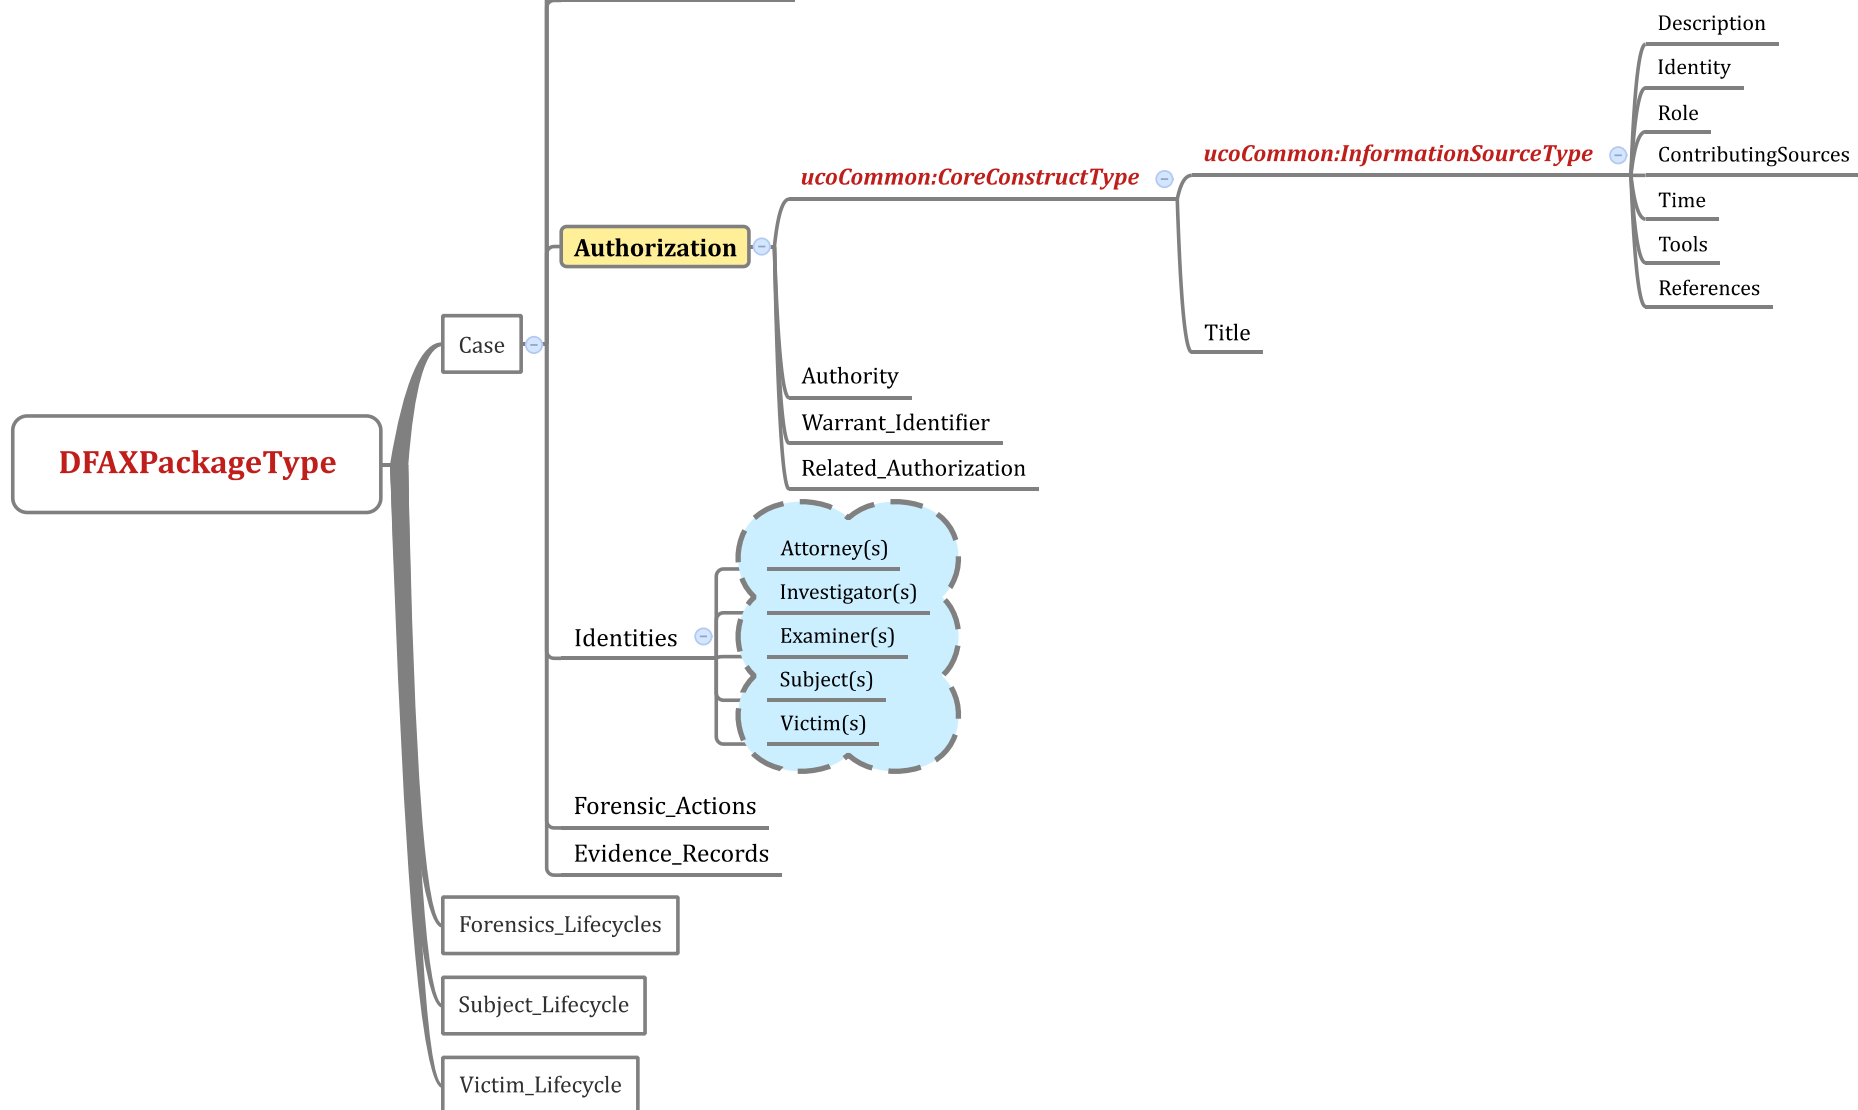 DFAXPackageType
Case
Authorization
ucoCommon:CoreConstructType
ucoCommon:InformationSourceType
Description
Identity
Role
ContributingSources
Time
Tools
References
Title
Authority
Warrant_Identifier
Related_Authorization
Identities
Attorney(s)
Investigator(s)
Examiner(s)
Subject(s)
Victim(s)
Forensic_Actions
Evidence_Records
Forensics_Lifecycles
Subject_Lifecycle
Victim_Lifecycle